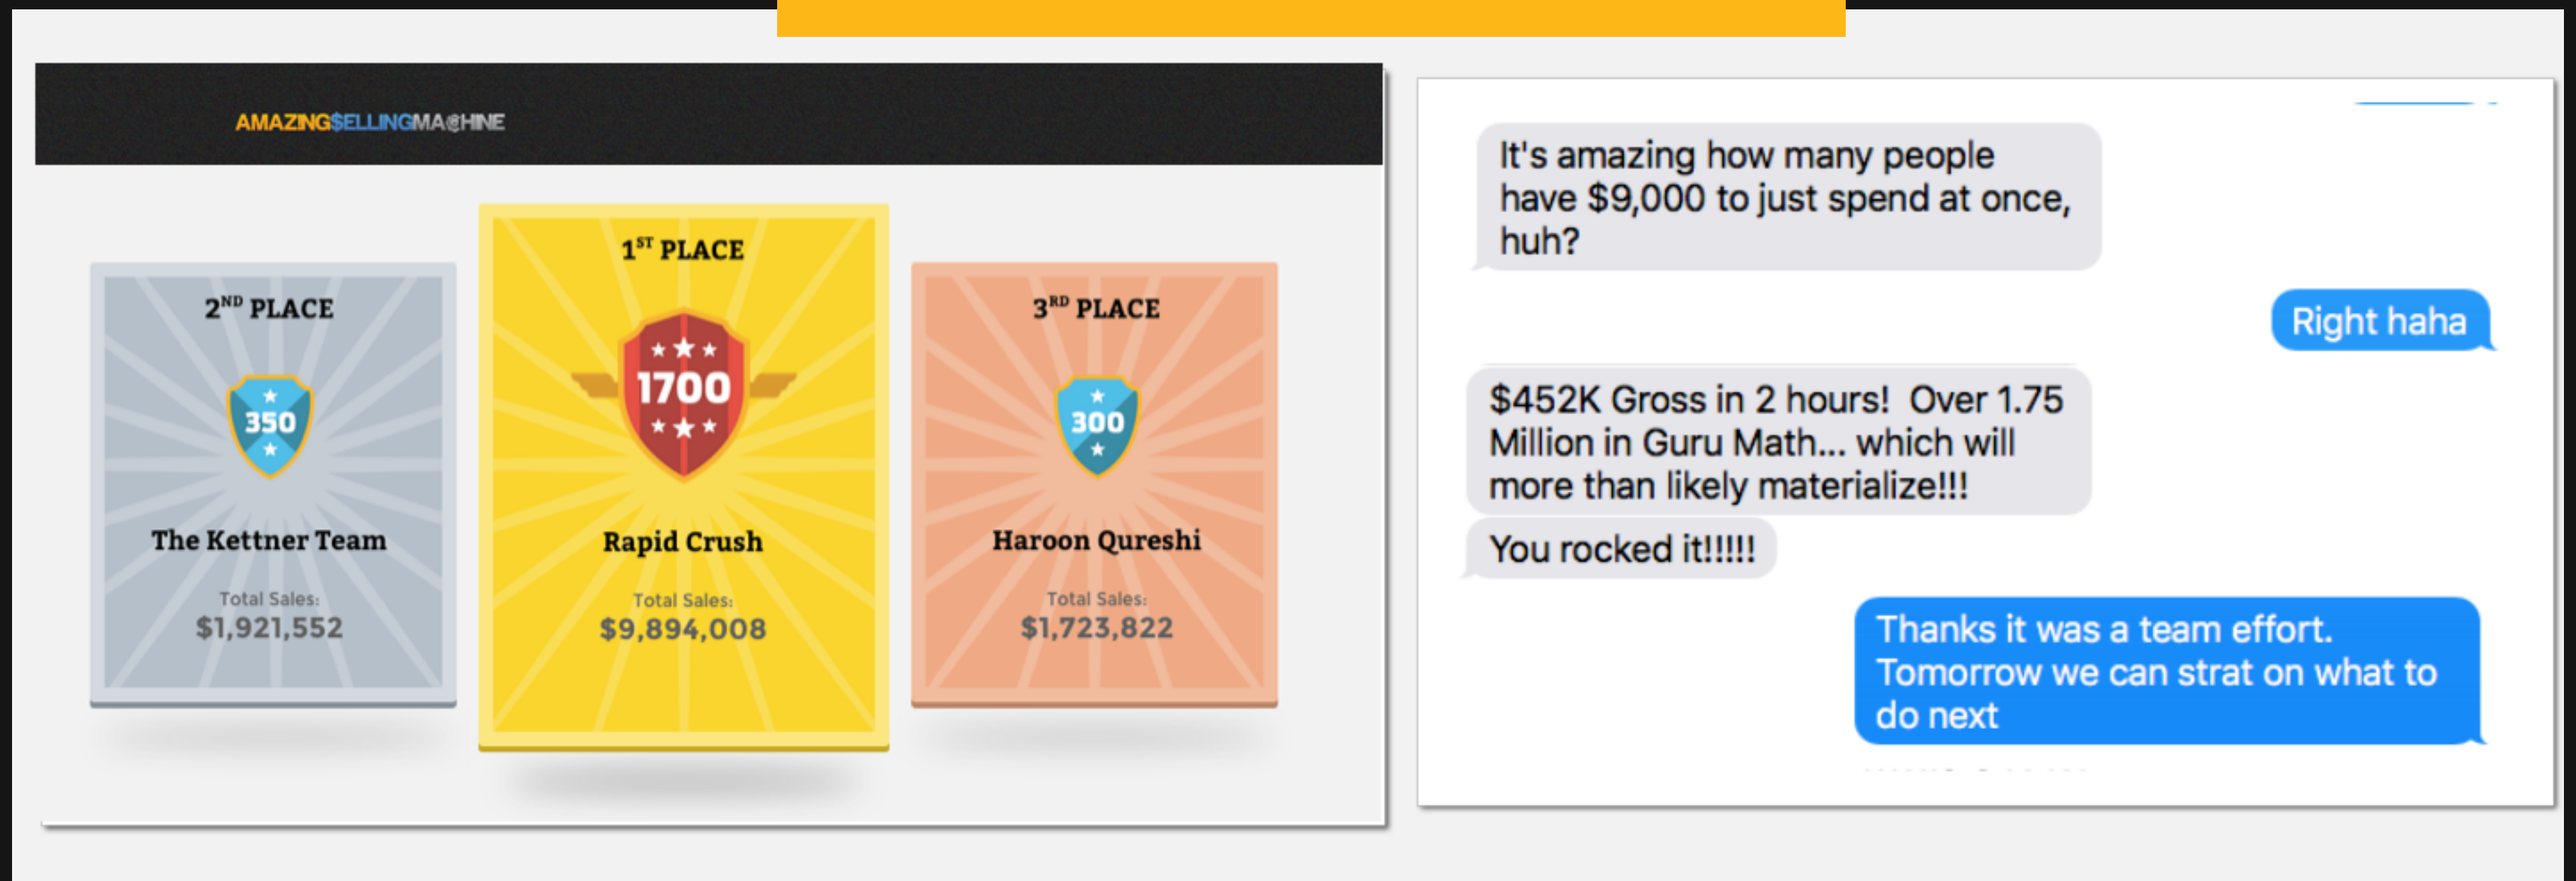 AMAZING$ELLINGMACHINE
2ND PLACE
350
The Kettner Team
Total Sales:
$1,921,552
1ST PLACE
1700
Rapid Crush
Total Sales:
$9,894,008
3RD PLACE
300
Haroon Qureshi
Total Sales:
$1,723,822
It's amazing how many people
have $9,000 to just spend at once,
huh?
Right haha
$452K Gross in 2 hours!  Over 1.75
Million in Guru Math... which will
more than likely materialize!!!
You rocked it!!!!!
Thanks it was a team effort.
Tomorrow we can strat on what to
do next